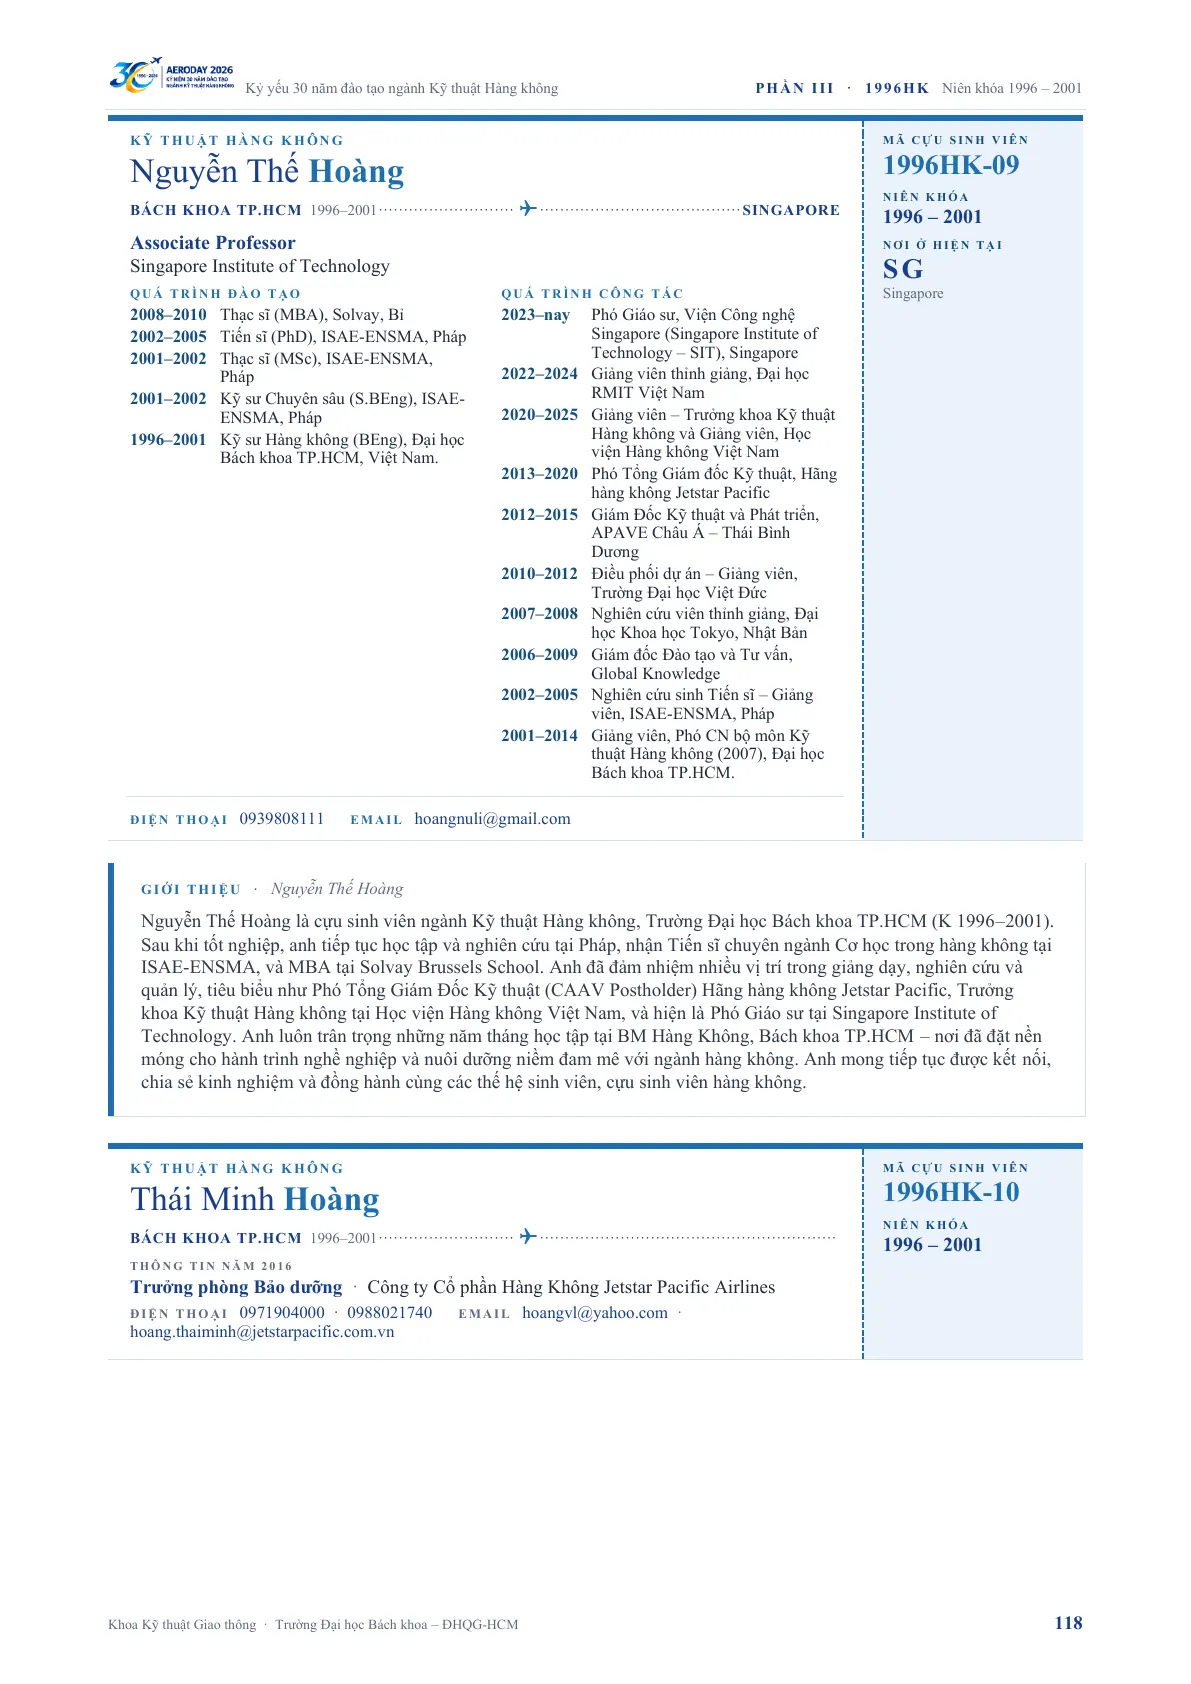 30
1996 - 2026
AERODAY 2026
KỶ NIỆM 30 NĂM ĐÀO TẠO
NGÀNH KỸ THUẬT HÀNG KHÔNG
Kỷ yếu 30 năm đào tạo ngành Kỹ thuật Hàng không
PHẦN III · 1996HK Niên khóa 1996 – 2001
KỸ THUẬT HÀNG KHÔNG
Nguyễn Thế Hoàng
BÁCH KHOA TP.HCM 1996–2001 SINGAPORE
Associate Professor
Singapore Institute of Technology
QUÁ TRÌNH ĐÀO TẠO
2008–2010 Thạc sĩ (MBA), Solvay, Bỉ
2002–2005 Tiến sĩ (PhD), ISAE-ENSMA, Pháp
2001–2002 Thạc sĩ (MSc), ISAE-ENSMA,
Pháp
2001–2002 Kỹ sư Chuyên sâu (S.BEng), ISAE-
ENSMA, Pháp
1996–2001 Kỹ sư Hàng không (BEng), Đại học
Bách khoa TP.HCM, Việt Nam.
QUÁ TRÌNH CÔNG TÁC
2023–nay Phó Giáo sư, Viện Công nghệ
Singapore (Singapore Institute of
Technology – SIT), Singapore
2022–2024 Giảng viên thỉnh giảng, Đại học
RMIT Việt Nam
2020–2025 Giảng viên – Trưởng khoa Kỹ thuật
Hàng không và Giảng viên, Học
viện Hàng không Việt Nam
2013–2020 Phó Tổng Giám đốc Kỹ thuật, Hãng
hàng không Jetstar Pacific
2012–2015 Giám Đốc Kỹ thuật và Phát triển,
APAVE Châu Á – Thái Bình
Dương
2010–2012 Điều phối dự án – Giảng viên,
Trường Đại học Việt Đức
2007–2008 Nghiên cứu viên thỉnh giảng, Đại
học Khoa học Tokyo, Nhật Bản
2006–2009 Giám đốc Đào tạo và Tư vấn,
Global Knowledge
2002–2005 Nghiên cứu sinh Tiến sĩ – Giảng
viên, ISAE-ENSMA, Pháp
2001–2014 Giảng viên, Phó CN bộ môn Kỹ
thuật Hàng không (2007), Đại học
Bách khoa TP.HCM.
ĐIỆN THOẠI 0939808111 EMAIL hoangnuli@gmail.com
MÃ CỰU SINH VIÊN
1996HK-09
NIÊN KHÓA
1996 – 2001
NƠI Ở HIỆN TẠI
SG
Singapore
GIỚI THIỆU · Nguyễn Thế Hoàng
Nguyễn Thế Hoàng là cựu sinh viên ngành Kỹ thuật Hàng không, Trường Đại học Bách khoa TP.HCM (K 1996–2001).
Sau khi tốt nghiệp, anh tiếp tục học tập và nghiên cứu tại Pháp, nhận Tiến sĩ chuyên ngành Cơ học trong hàng không tại
ISAE-ENSMA, và MBA tại Solvay Brussels School. Anh đã đảm nhiệm nhiều vị trí trong giảng dạy, nghiên cứu và
quản lý, tiêu biểu như Phó Tổng Giám Đốc Kỹ thuật (CAAV Postholder) Hãng hàng không Jetstar Pacific, Trưởng
khoa Kỹ thuật Hàng không tại Học viện Hàng không Việt Nam, và hiện là Phó Giáo sư tại Singapore Institute of
Technology. Anh luôn trân trọng những năm tháng học tập tại BM Hàng Không, Bách khoa TP.HCM – nơi đã đặt nền
móng cho hành trình nghề nghiệp và nuôi dưỡng niềm đam mê với ngành hàng không. Anh mong tiếp tục được kết nối,
chia sẻ kinh nghiệm và đồng hành cùng các thế hệ sinh viên, cựu sinh viên hàng không.
KỸ THUẬT HÀNG KHÔNG
Thái Minh Hoàng
BÁCH KHOA TP.HCM 1996–2001
THÔNG TIN NĂM 2016
Trưởng phòng Bảo dưỡng · Công ty Cổ phần Hàng Không Jetstar Pacific Airlines
ĐIỆN THOẠI 0971904000 · 0988021740 EMAIL hoangvl@yahoo.com ·
hoang.thaiminh@jetstarpacific.com.vn
MÃ CỰU SINH VIÊN
1996HK-10
NIÊN KHÓA
1996 – 2001
Khoa Kỹ thuật Giao thông · Trường Đại học Bách khoa – ĐHQG-HCM
118